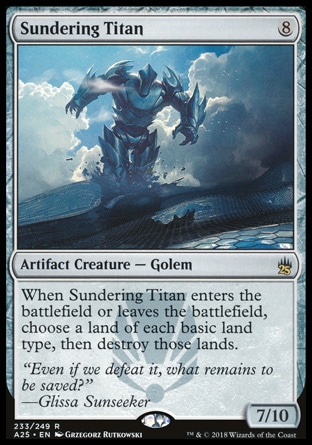 Sundering Titan 8
25
Artifact Creature — Golem
When Sundering Titan enters the
battlefield or leaves the battlefield,
choose a land of each basic land
type, then destroy those lands.
“Even if we defeat it, what remains to
be saved?”
—Glissa Sunseeker
7/10
233/249 R
A25 • EN Grzegorz Rutkowski ™ & © 2018 Wizards of the Coast